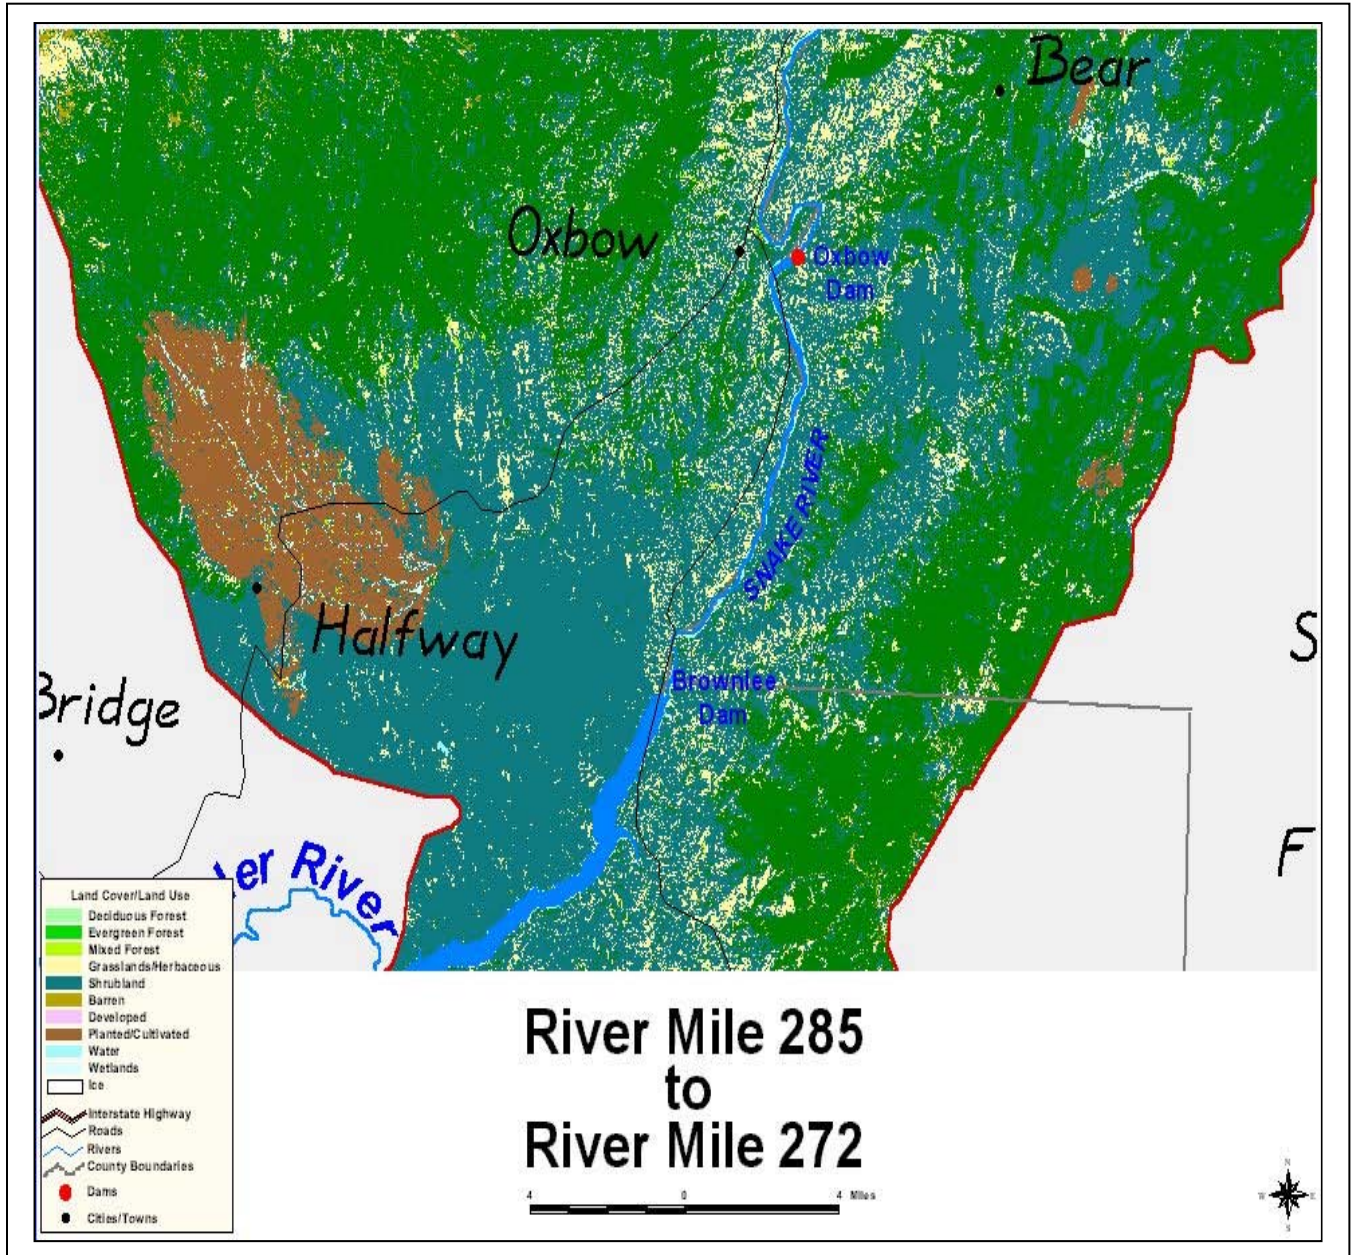 Bear
Oxbow
Oxbow
Dam
SNAKE RIVER
Halfway
S
Brownlee
Dam
Bridge
F
ler River
Land Cover/Land Use
Deciduous Forest
Evergreen Forest
Mixed Forest
Grasslands/Herbaceous
Shrubland
Barren
Developed
Planted/Cultivated
Water
Wetlands
Ice
Interstate Highway
Roads
Rivers
County Boundaries
Dams
Cities/Towns
River Mile 285
to
River Mile 272
4 0 4 Miles
N
W E
S